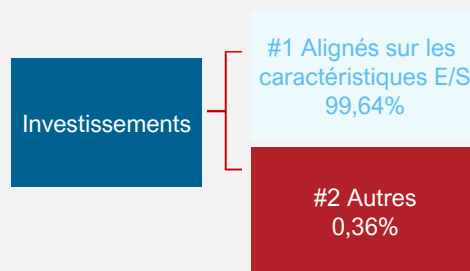 Investissements
#1 Alignés sur les
caractéristiques E/S
99,64%
#2 Autres
0,36%